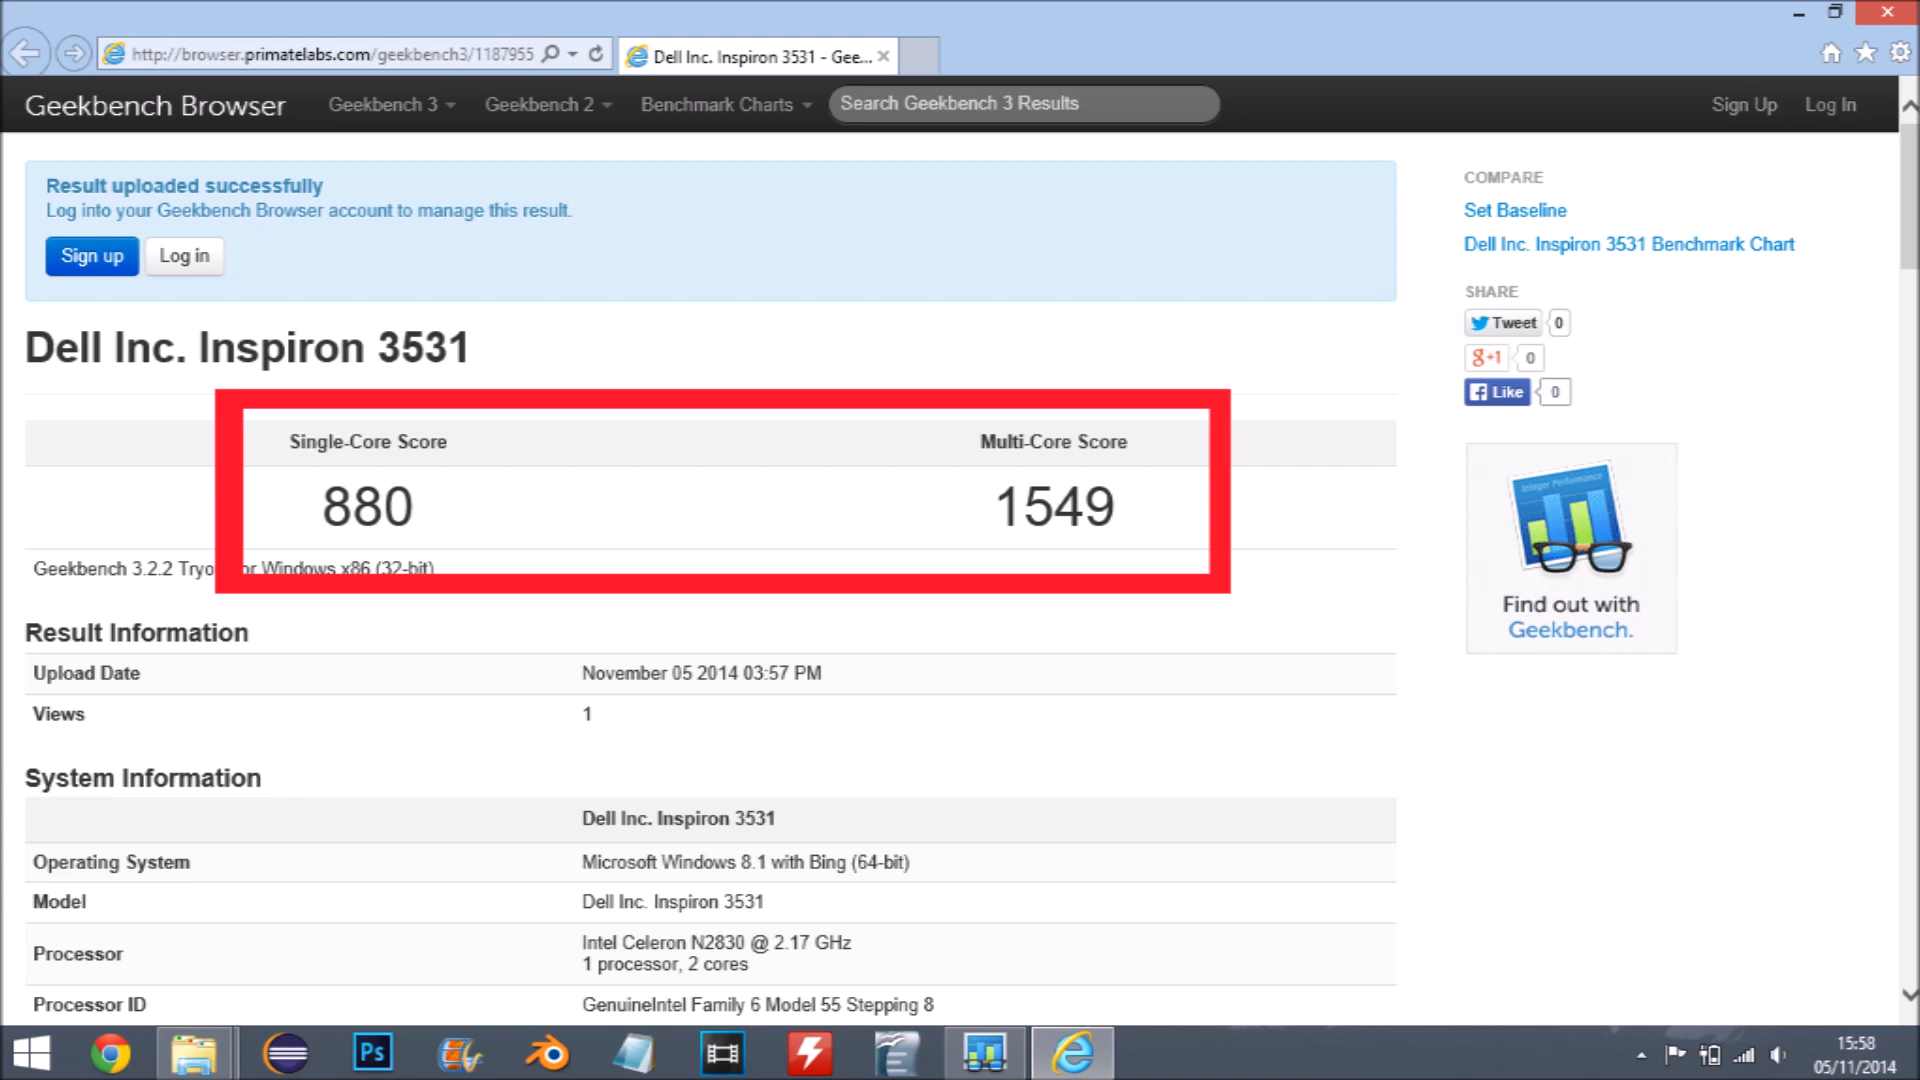 http://browser.primatelabs.com/geekbench3/1187955
Dell Inc. Inspiron 3531 - Gee...
Geekbench Browser
Geekbench 3
Geekbench 2
Benchmark Charts
Search Geekbench 3 Results
Sign Up
Log In
Result uploaded successfully
Log into your Geekbench Browser account to manage this result.
Sign up
Log in
COMPARE
Set Baseline
Dell Inc. Inspiron 3531 Benchmark Chart
SHARE
Tweet 0
g+1 0
Like 0
Dell Inc. Inspiron 3531
Single-Core Score
Multi-Core Score
880
1549
Geekbench 3.2.2 Tryo or Windows x86 (32-bit)
Integer Performance
Find out with
Geekbench.
Result Information
Upload Date
November 05 2014 03:57 PM
Views
1
System Information
Dell Inc. Inspiron 3531
Operating System
Microsoft Windows 8.1 with Bing (64-bit)
Model
Dell Inc. Inspiron 3531
Processor
Intel Celeron N2830 @ 2.17 GHz
1 processor, 2 cores
Processor ID
GenuineIntel Family 6 Model 55 Stepping 8
Ps
15:58
05/11/2014